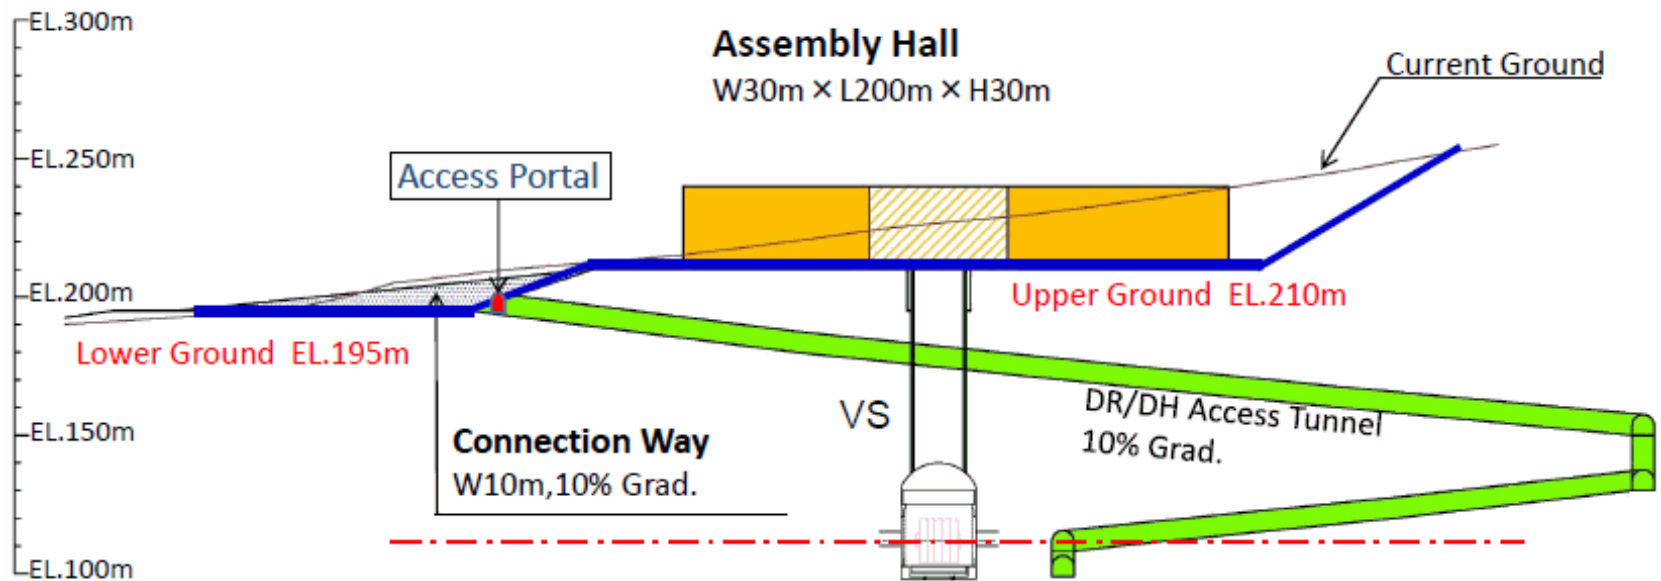 EL.300m
Assembly Hall
W30m × L200m × H30m
Current Ground
EL.250m
Access Portal
EL.200m
Upper Ground EL.210m
Lower Ground EL.195m
VS
DR/DH Access Tunnel
10% Grad.
EL.150m
Connection Way
W10m,10% Grad.
EL.100m